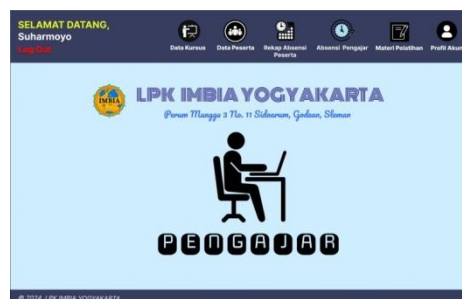 SELAMAT DATANG,
Suharmoyo
Log Out
Data Kursus
Data Peserta
Rekap Absensi
Peserta
Absensi Pengajar
Materi Pelatihan
Profil Akun
IMBIA
LPK IMBIA YOGYAKARTA
Perum Munggu 3 No. 11 Sidoarum, Godean, Sleman
PENGAJAR
© 2024, LPK IMBIA YOGYAKARTA